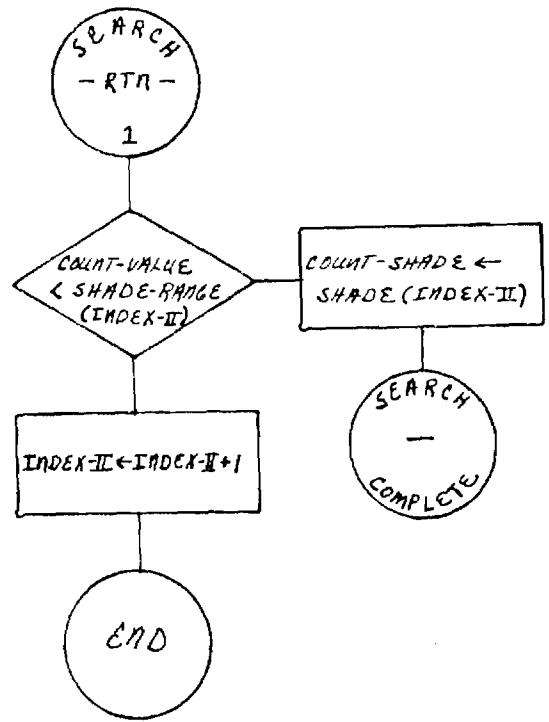 SEARCH
- RTN -
1
COUNT-VALUE
< SHADE-RANGE
(INDEX-II)
COUNT-SHADE ←
SHADE (INDEX-II)
SEARCH
—
COMPLETE
INDEX-II ← INDEX-II + 1
END